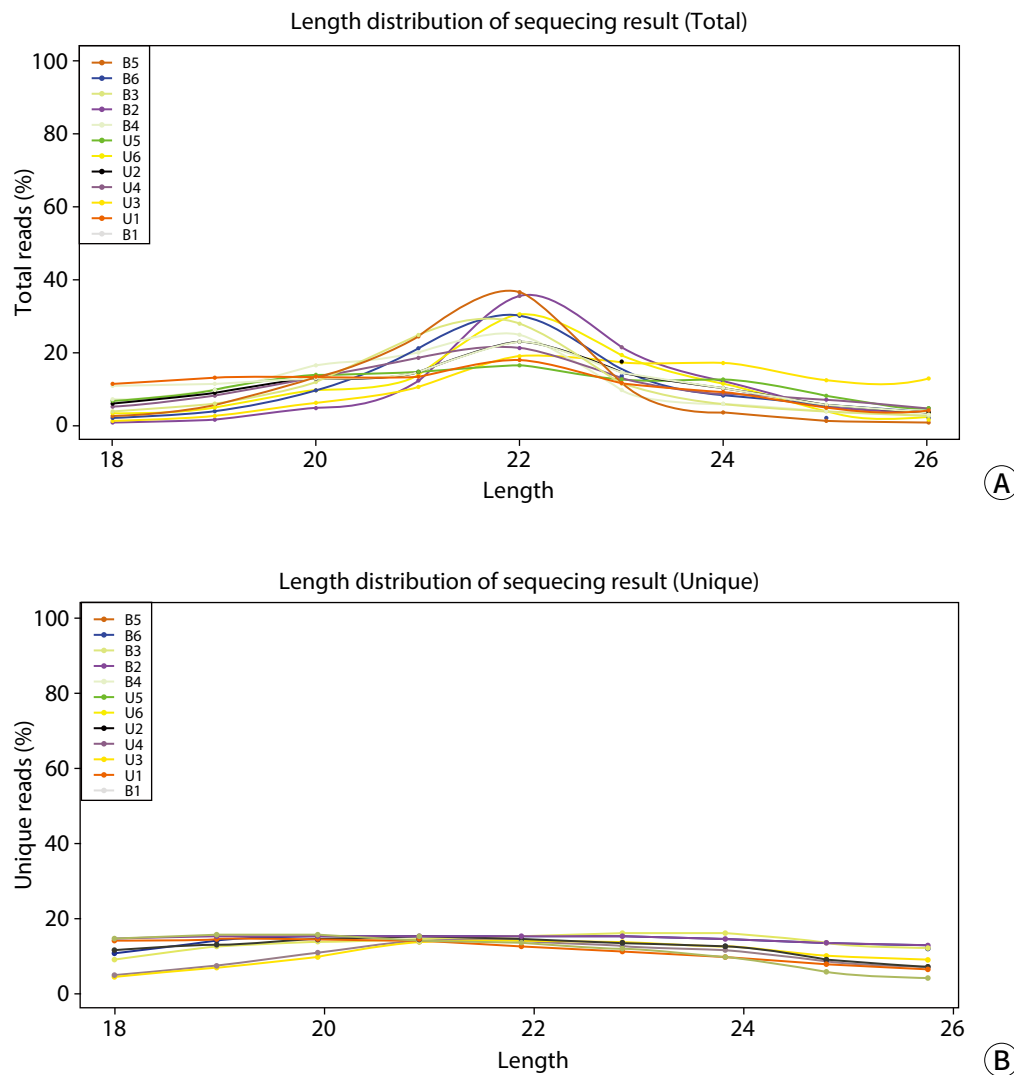 Length distribution of sequecing result (Total)
100
80
60
40
20
0
Total reads (%)
B5
B6
B3
B2
B4
U5
U6
U2
U4
U3
U1
B1
18 20 22 24 26
Length
A
Length distribution of sequecing result (Unique)
100
80
60
40
20
0
Unique reads (%)
B5
B6
B3
B2
B4
U5
U6
U2
U4
U3
U1
B1
18 20 22 24 26
Length
B